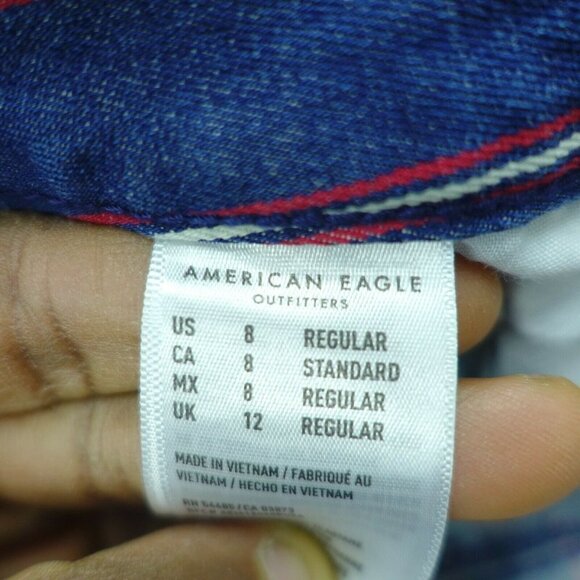 AMERICAN EAGLE
OUTFITTERS
US 8 REGULAR
CA 8 STANDARD
MX 8 REGULAR
UK 12 REGULAR
MADE IN VIETNAM / FABRIQUÉ AU
VIETNAM / HECHO EN VIETNAM